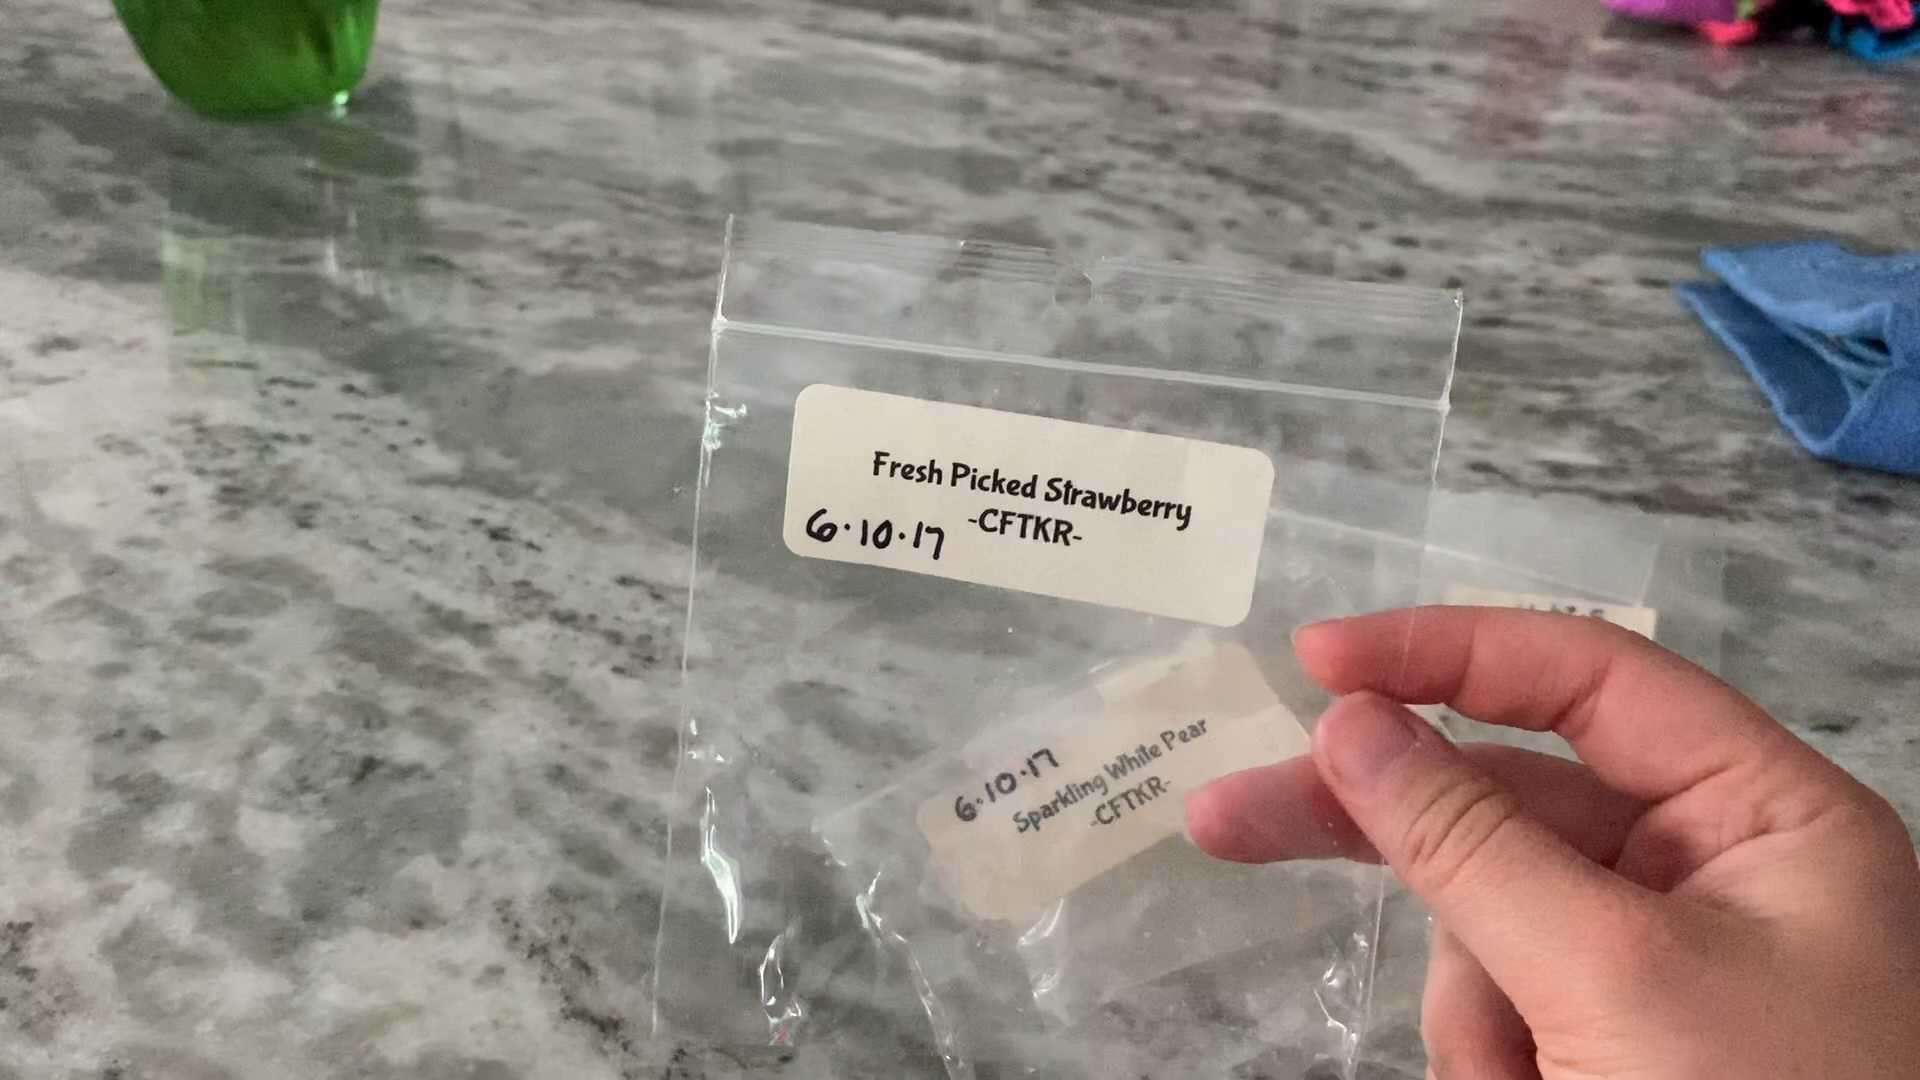 Fresh Picked Strawberry
-CFTKR-
6.10.17
6.10.17
Sparkling White Pear
-CFTKR-